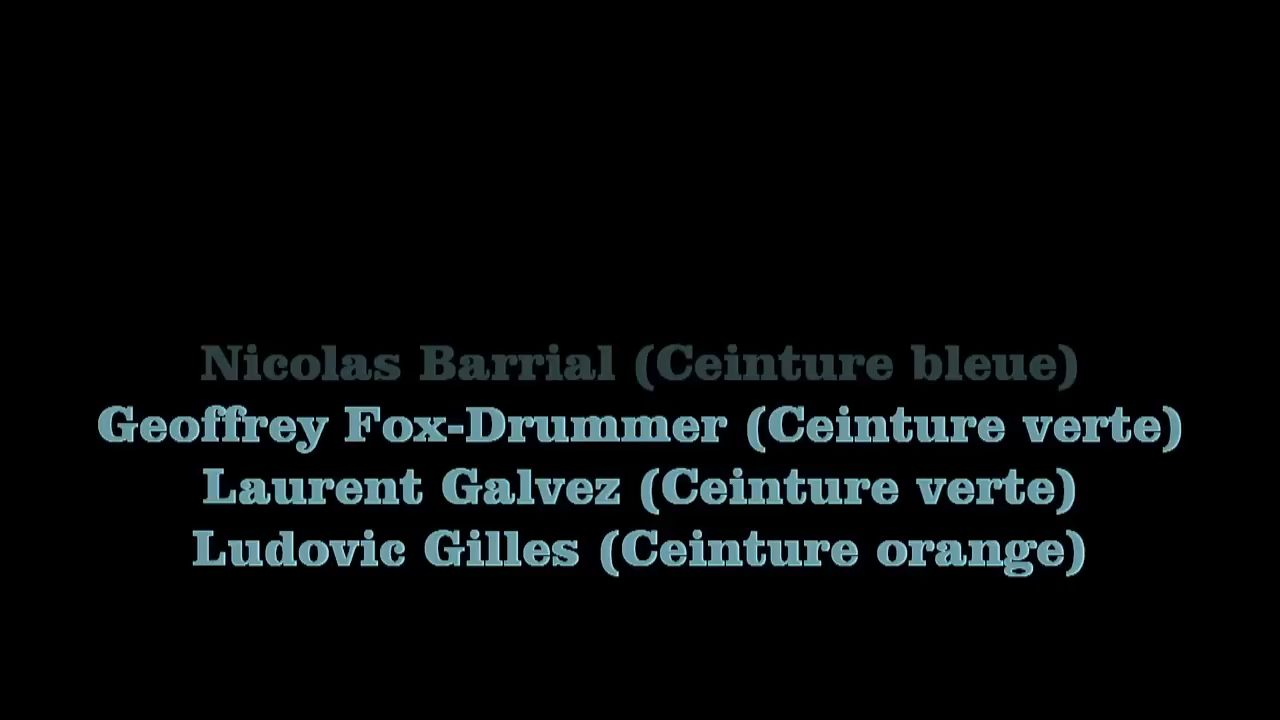 Nicolas Barrial (Ceinture bleue)
Geoffrey Fox-Drummer (Ceinture verte)
Laurent Galvez (Ceinture verte)
Ludovic Gilles (Ceinture orange)